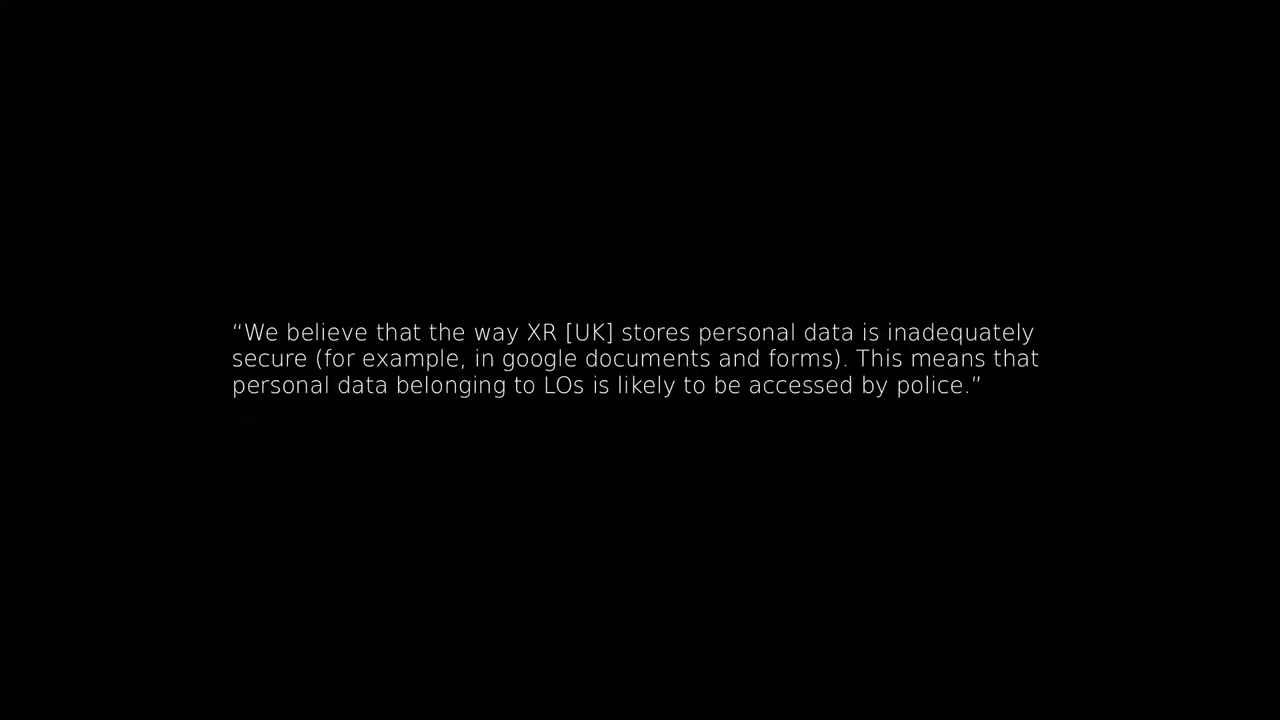 “We believe that the way XR [UK] stores personal data is inadequately
secure (for example, in google documents and forms). This means that
personal data belonging to LOs is likely to be accessed by police.”